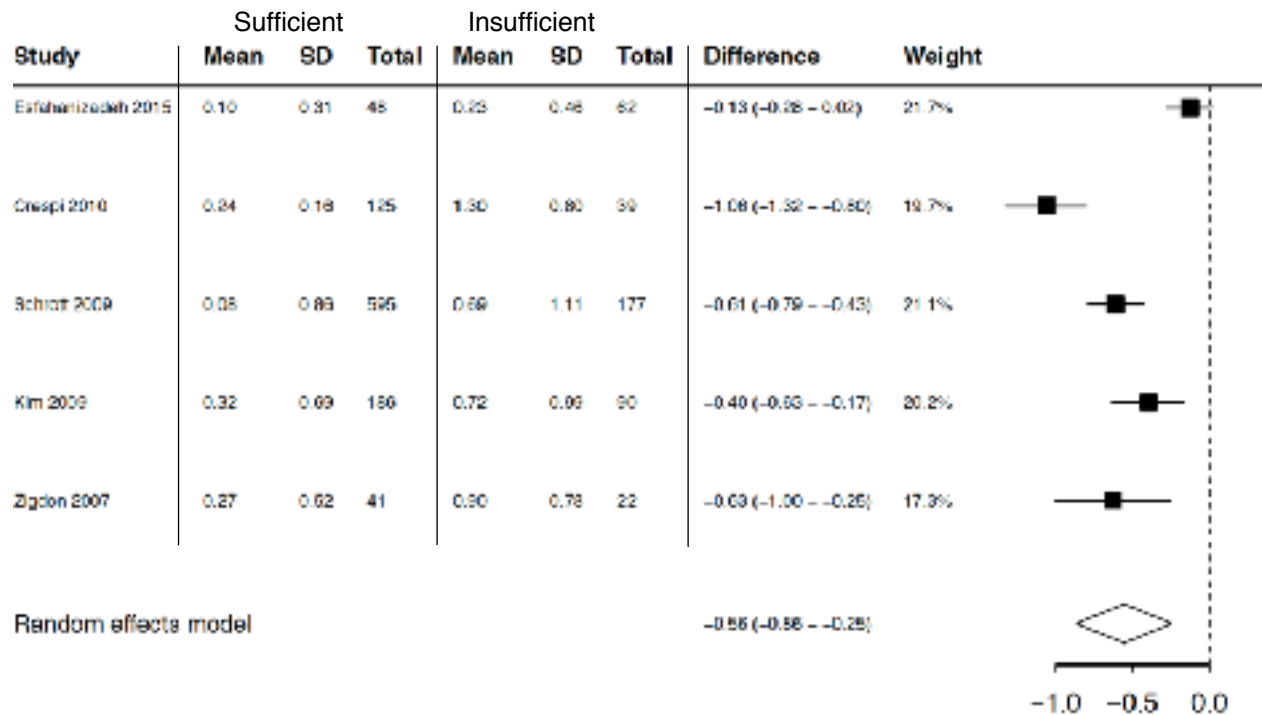 Sufficient Insufficient
Study Mean SD Total Mean SD Total Difference Weight
Esfahanizadeh 2015 0.10 0.31 48 0.23 0.46 62 −0.13 (−0.28 − 0.02) 21.7%
Crespi 2010 0.24 0.16 125 1.30 0.80 39 −1.06 (−1.32 − −0.80) 19.7%
Schrott 2009 0.08 0.86 595 0.69 1.11 177 −0.61 (−0.79 − −0.43) 21.1%
Kim 2009 0.32 0.69 186 0.72 0.99 90 −0.40 (−0.63 − −0.17) 20.2%
Zigdon 2007 0.27 0.62 41 0.90 0.78 22 −0.63 (−1.00 − −0.25) 17.3%
Random effects model −0.56 (−0.86 − −0.25)
−1.0 −0.5 0.0